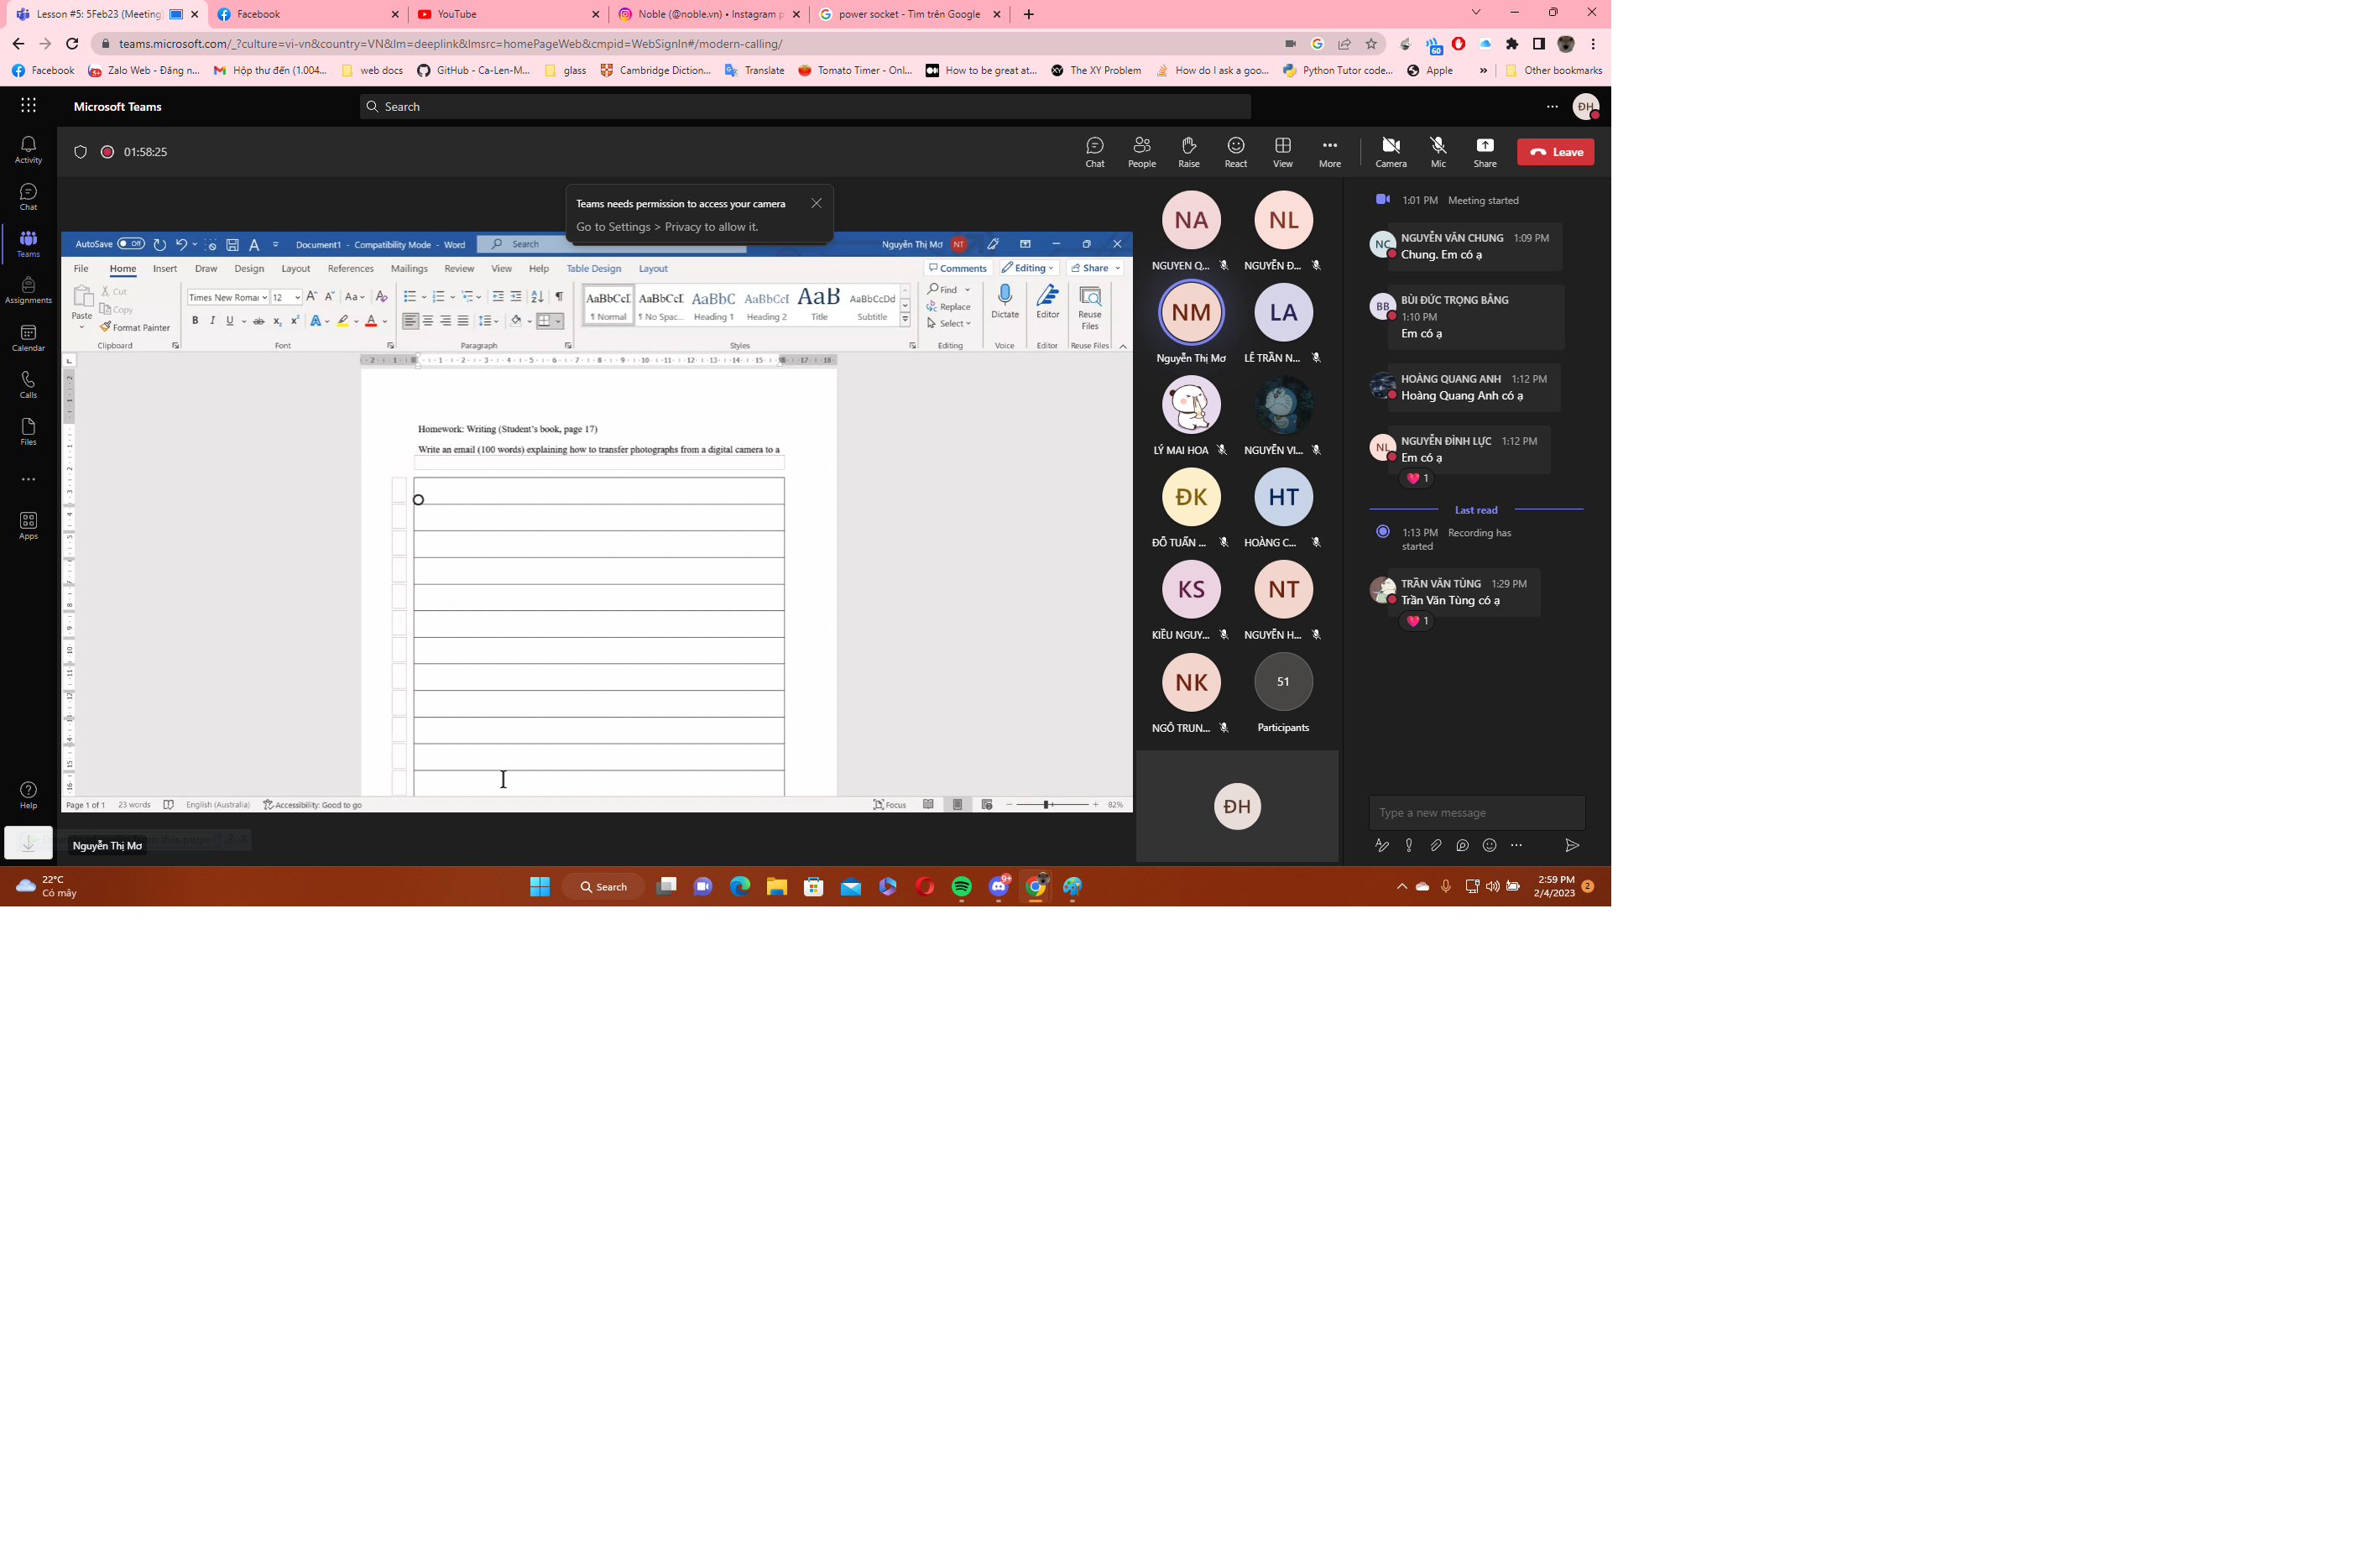 Lesson #5: 5Feb23 (Meeting)
Facebook
YouTube
Noble (@noble.vn) • Instagram p
power socket - Tìm trên Google
teams.microsoft.com/_?culture=vi-vn&country=VN&lm=deeplink&lmsrc=homePageWeb&cmpid=WebSignIn#/modern-calling/
60
Facebook
Zalo Web - Đăng n...
Hộp thư đến (1.004...
web docs
GitHub - Ca-Len-M...
glass
Cambridge Diction...
Translate
Tomato Timer - Onl...
How to be great at...
The XY Problem
How do I ask a goo...
Python Tutor code...
Apple
»
Other bookmarks
Microsoft Teams
Search
ĐH
Activity
Chat
Teams
Assignments
Calendar
Calls
Files
Apps
Help
01:58:25
Chat
People
Raise
React
View
More
Camera
Mic
Share
Leave
Teams needs permission to access your camera
Go to Settings > Privacy to allow it.
AutoSave Off
Document1 - Compatibility Mode - Word
Search
Nguyễn Thị Mơ NT
File Home Insert Draw Design Layout References Mailings Review View Help Table Design Layout
Comments Editing Share
Paste
Cut
Copy
Format Painter
Clipboard
Times New Romai 12
Font
Paragraph
AaBbCcI AaBbCcI AaBbC AaBbCcI AaB AaBbCcDd
¶ Normal ¶ No Spac... Heading 1 Heading 2 Title Subtitle
Styles
Find
Replace
Select
Editing
Dictate
Voice
Editor
Editor
Reuse Files
Reuse Files
Homework: Writing (Student's book, page 17)
Write an email (100 words) explaining how to transfer photographs from a digital camera to a
Page 1 of 1 23 words English (Australia) Accessibility: Good to go
Focus
82%
Nguyễn Thị Mơ
NA
NGUYEN Q...
NL
NGUYỄN Đ...
NM
Nguyễn Thị Mơ
LA
LÊ TRẦN N...
LÝ MAI HOA
NGUYỄN VI...
ĐK
ĐỖ TUẤN ...
HT
HOÀNG C...
KS
KIỀU NGUY...
NT
NGUYỄN H...
NK
NGÔ TRUN...
51
Participants
ĐH
1:01 PM Meeting started
NC
NGUYỄN VĂN CHUNG 1:09 PM
Chung. Em có ạ
BB
BÙI ĐỨC TRỌNG BẰNG
1:10 PM
Em có ạ
HOÀNG QUANG ANH 1:12 PM
Hoàng Quang Anh có ạ
NL
NGUYỄN ĐÌNH LỰC 1:12 PM
Em có ạ
1
Last read
1:13 PM Recording has
started
TRẦN VĂN TÙNG 1:29 PM
Trần Văn Tùng có ạ
1
Type a new message
22°C
Có mây
Search
9+
2:59 PM
2/4/2023
2